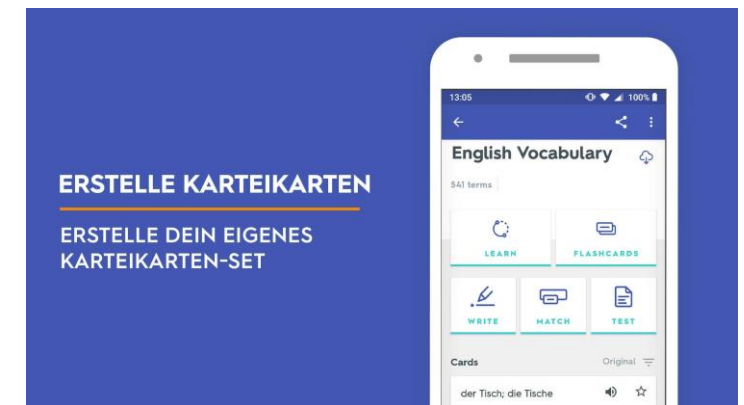 ERSTELLE KARTEIKARTEN
ERSTELLE DEIN EIGENES
KARTEIKARTEN-SET
13:05 100%
English Vocabulary
541 terms
LEARN FLASHCARDS
WRITE MATCH TEST
Cards Original
der Tisch; die Tische